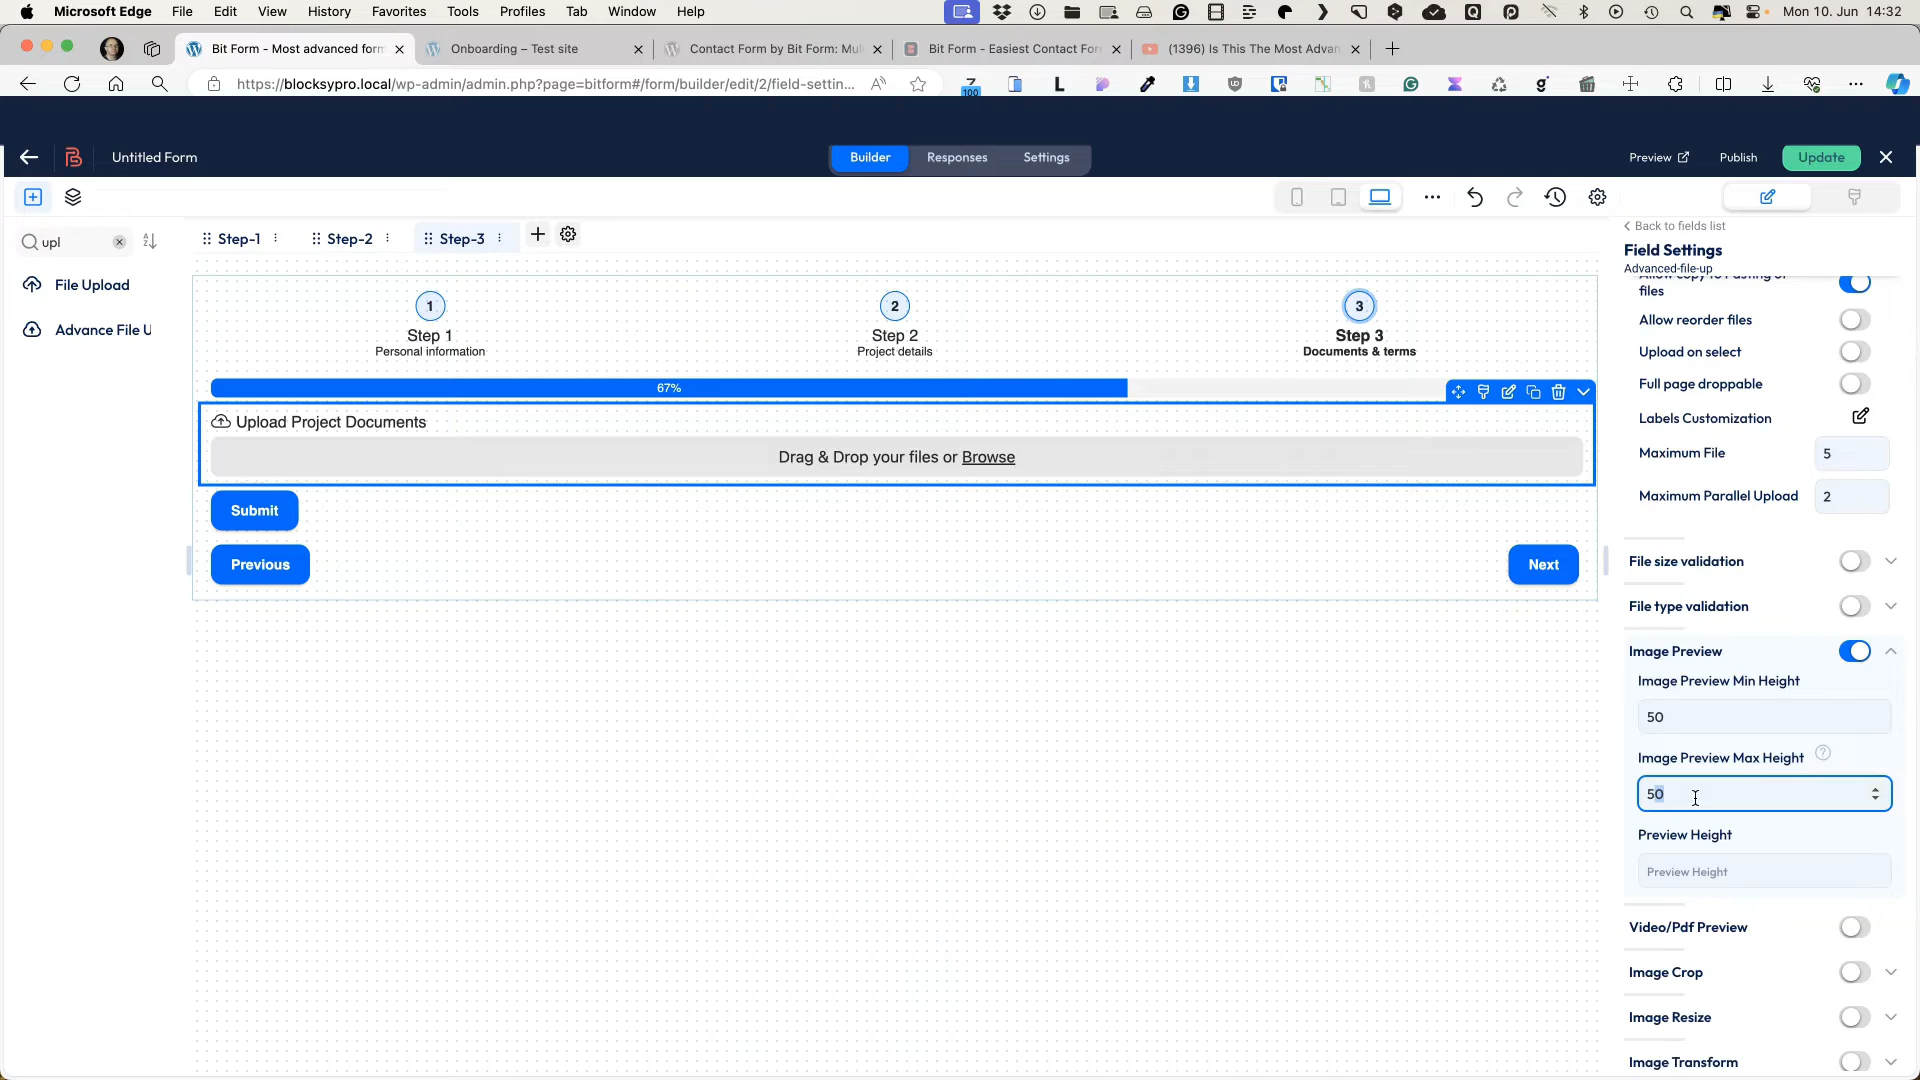 Microsoft Edge File Edit View History Favorites Tools Profiles Tab Window Help Mon 10. Jun 14:32
Bit Form - Most advanced form Onboarding – Test site Contact Form by Bit Form: Mul Bit Form - Easiest Contact For (1396) Is This The Most Advan
https://blocksypro.local/wp-admin/admin.php?page=bitform#/form/builder/edit/2/field-settin...
100
Untitled Form Builder Responses Settings Preview Publish Update
upl
Step-1 Step-2 Step-3
Back to fields list
Field Settings
Advanced-file-up
File Upload
Advance File U
1 2 3
Step 1 Step 2 Step 3
Personal information Project details Documents & terms
67%
Upload Project Documents
Drag & Drop your files or Browse
Submit
Previous Next
Allow copy to Pasting of
files
Allow reorder files
Upload on select
Full page droppable
Labels Customization
Maximum File 5
Maximum Parallel Upload 2
File size validation
File type validation
Image Preview
Image Preview Min Height
50
Image Preview Max Height ?
50
Preview Height
Preview Height
Video/Pdf Preview
Image Crop
Image Resize
Image Transform